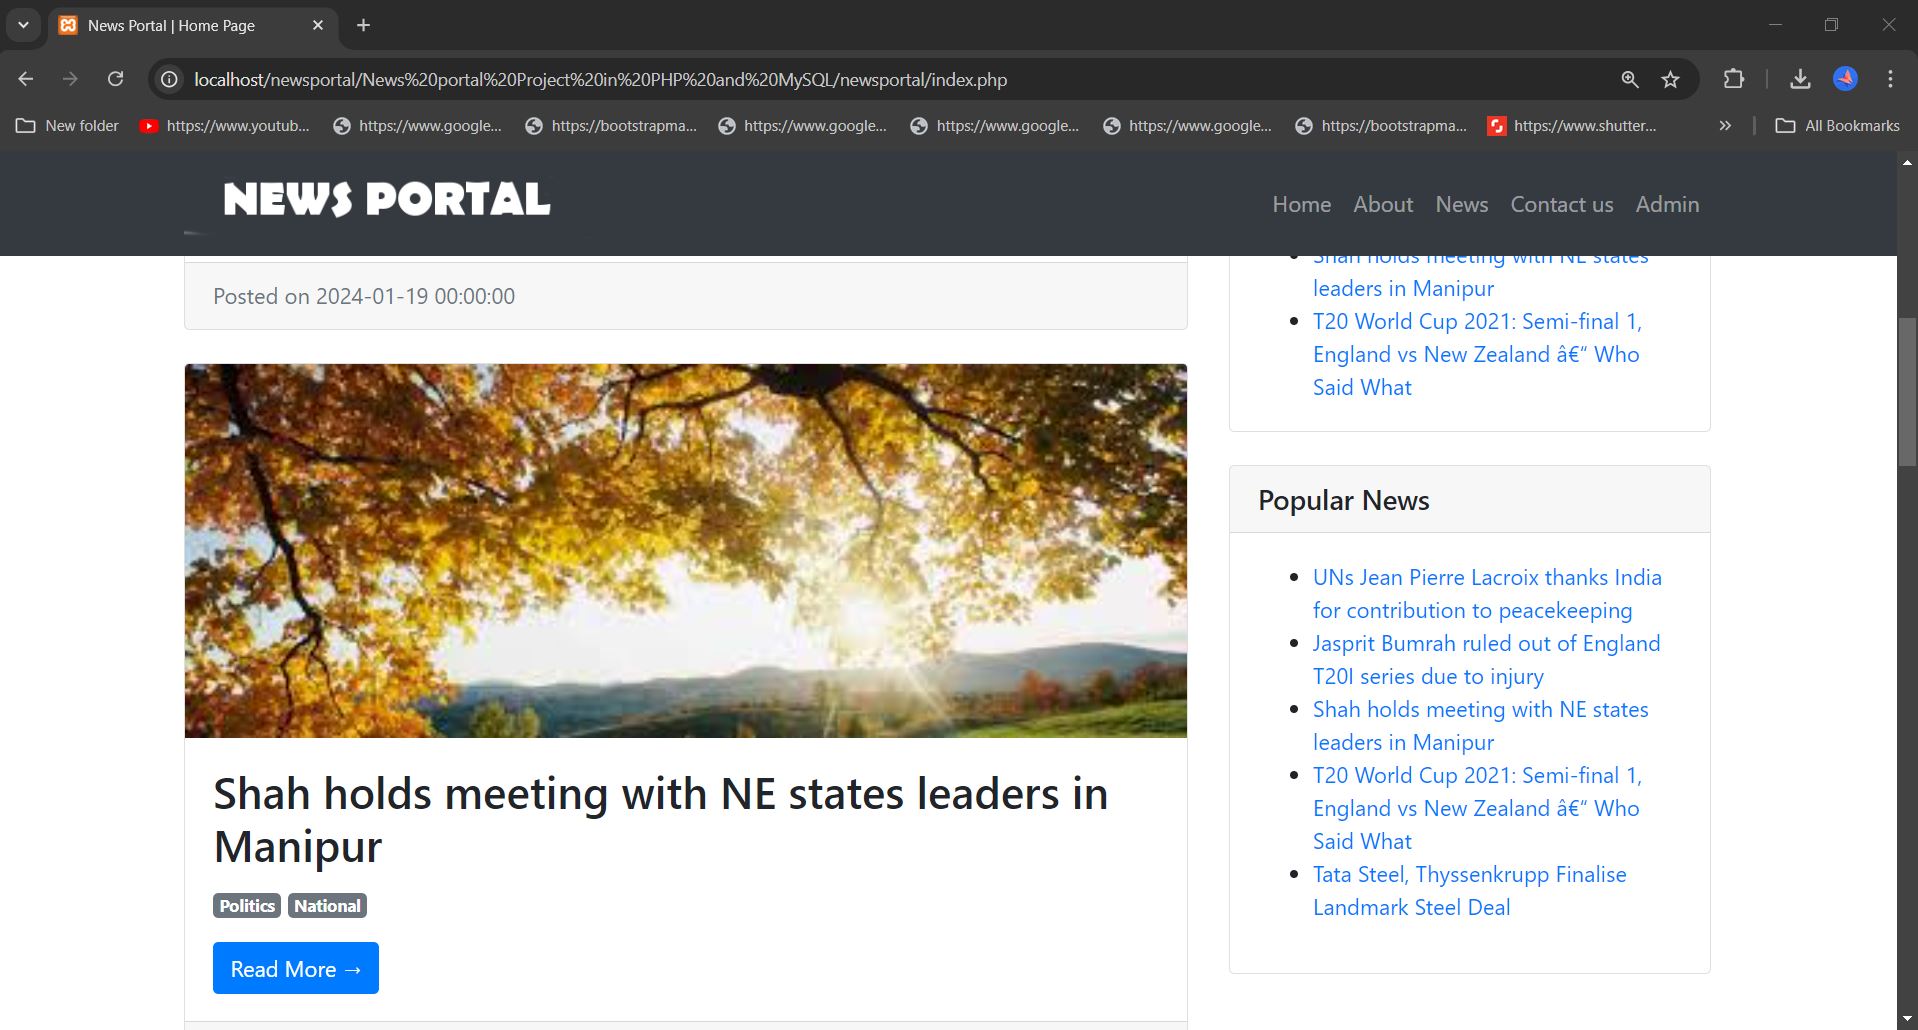 News Portal | Home Page
localhost/newsportal/News%20portal%20Project%20in%20PHP%20and%20MySQL/newsportal/index.php
New folder
https://www.youtub...
https://www.google...
https://bootstrapma...
https://www.google...
https://www.google...
https://www.google...
https://bootstrapma...
https://www.shutter...
All Bookmarks
NEWS PORTAL
Home
About
News
Contact us
Admin
Posted on 2024-01-19 00:00:00
Shah holds meeting with NE states leaders in
Manipur
Politics
National
Read More →
Shah holds meeting with NE states
leaders in Manipur
T20 World Cup 2021: Semi-final 1,
England vs New Zealand â€“ Who
Said What
Popular News
UNs Jean Pierre Lacroix thanks India
for contribution to peacekeeping
Jasprit Bumrah ruled out of England
T20I series due to injury
Shah holds meeting with NE states
leaders in Manipur
T20 World Cup 2021: Semi-final 1,
England vs New Zealand â€“ Who
Said What
Tata Steel, Thyssenkrupp Finalise
Landmark Steel Deal